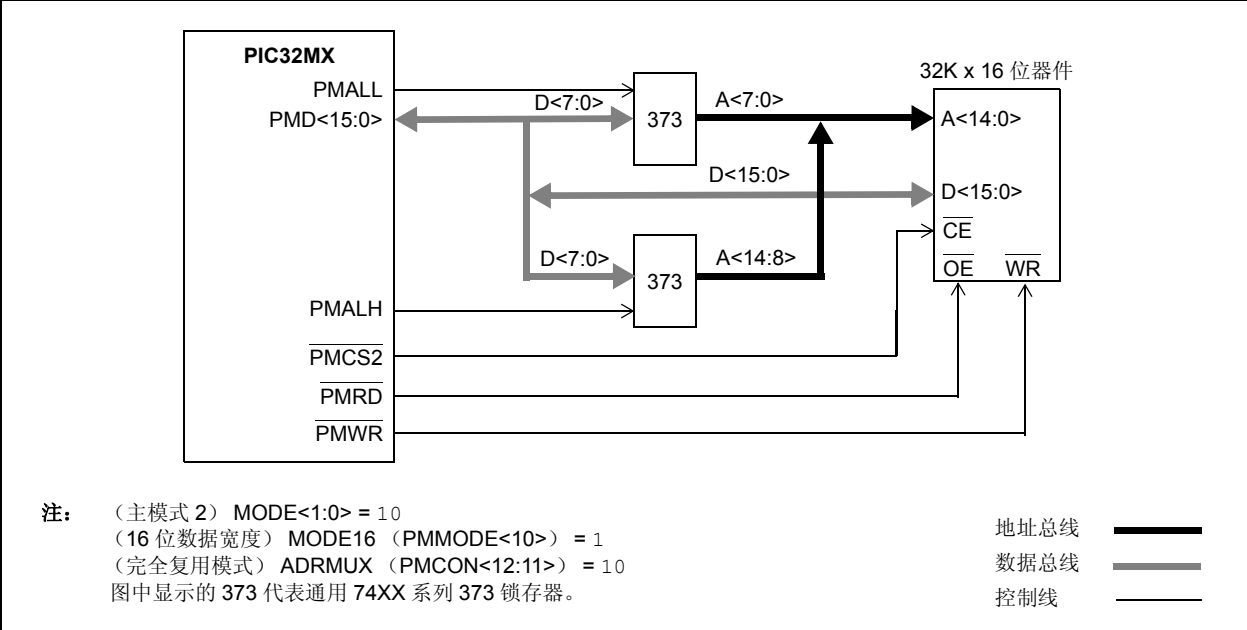 PIC32MX
PMALL
PMD<15:0>
PMALH
PMCS2
PMRD
PMWR
D<7:0>
373
A<7:0>
D<15:0>
D<7:0>
373
A<14:8>
32K x 16 位器件
A<14:0>
D<15:0>
CE
OE WR
注： （主模式 2） MODE<1:0> = 10
（16 位数据宽度） MODE16 （PMMODE<10>） = 1
（完全复用模式） ADRMUX （PMCON<12:11>） = 10
图中显示的 373 代表通用 74XX 系列 373 锁存器。
地址总线
数据总线
控制线